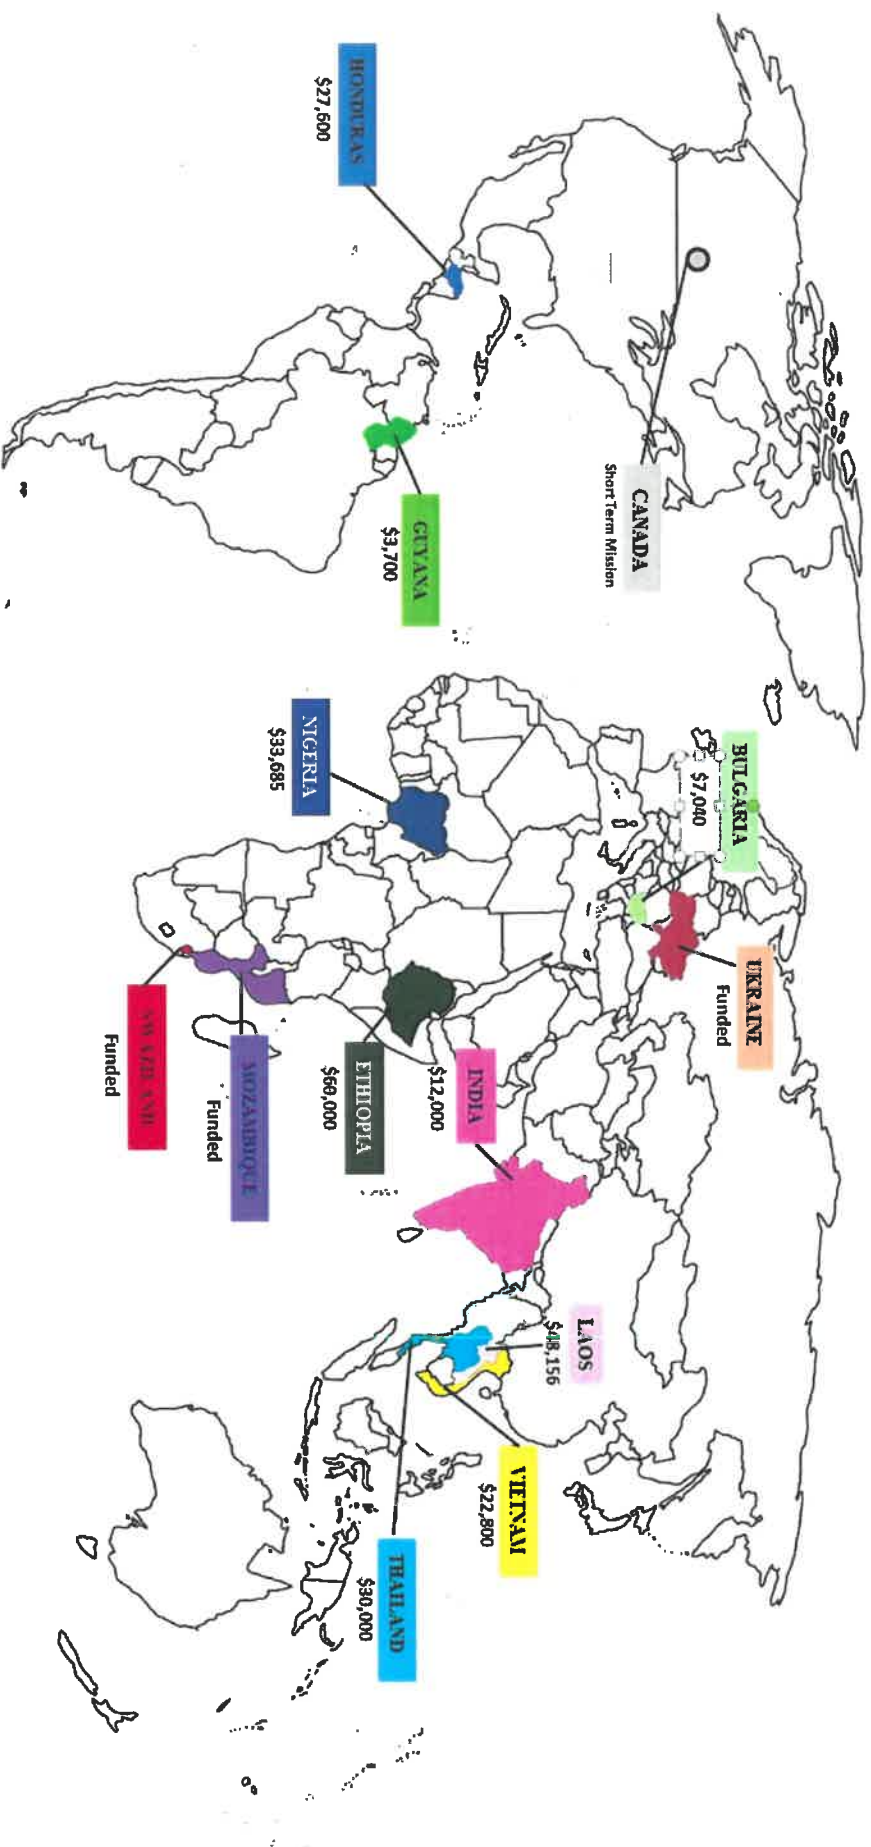 CANADA
Short Term Mission
HONDURAS
$27,600
GUYANA
$3,700
BULGARIA
$7,040
UKRAINE
Funded
NIGERIA
$33,685
INDIA
$12,000
ETHIOPIA
$60,000
MOZAMBIQUE
Funded
SWAZILAND
Funded
LAOS
$48,156
VIETNAM
$22,800
THAILAND
$30,000